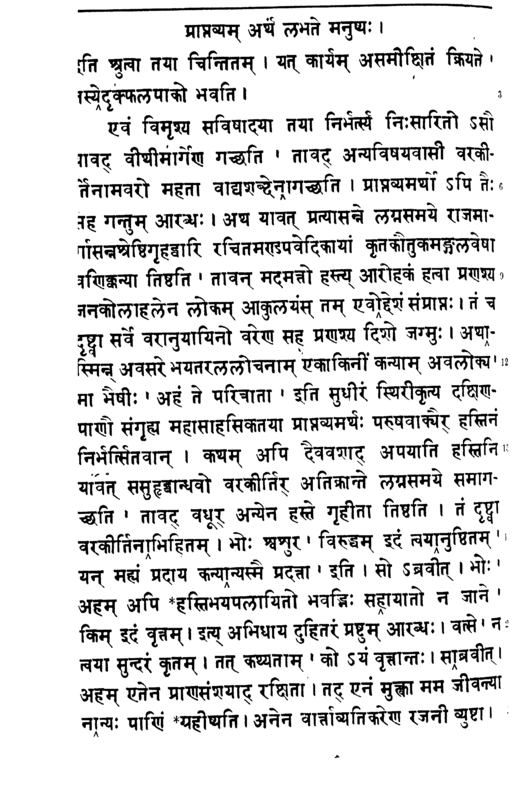 प्राप्तव्यम् अर्थं लभते मनुष्यः।
इति श्रुत्वा तया चिन्तितम्। यत् कार्यम् असमीक्षितं क्रियते'
तस्येदृक्फलपाको भवति। 3
एवं विमृश्य सविषादया तया निर्भर्त्स्य निःसारितो ऽसौ
यावद् वीथीमार्गेण गच्छति' तावद् अन्यविषयवासी वरकी-
र्तिनामवरो महता वाद्यशब्देनागच्छति। प्राप्तव्यमर्थो ऽपि तैः 6
सह गन्तुम् आरब्धः। अथ यावत् प्रत्यासन्ने लग्नसमये राजमा-
र्गासन्नश्रेष्ठिगृहद्वारि रचितमण्डपवेदिकायां कृतकौतुकमङ्गलवेषा
वणिक्कन्या तिष्ठति' तावन् मदमत्तो हस्त्य् आरोहकं हत्वा प्रणश्य 9
जनकोलाहलेन लोकम् आकुलयंस् तम् एवोद्देशं संप्राप्तः। तं च
दृष्ट्वा सर्वे वरानुयायिनो वरेण सह प्रणश्य दिशो जग्मुः। अथा-
स्मिन्न् अवसरे भयतरललोचनाम् एकाकिनीं कन्याम् अवलोक्य' 12
मा भैषीः' अहं ते परित्राता' इति सुधीरं स्थिरीकृत्य दक्षिण-
पाणौ संगृह्य महासाहसिकतया प्राप्तव्यमर्थः परुषवाक्यैर् हस्तिनं
निर्भर्त्सितवान्। कथम् अपि दैववशाद् अपयाति हस्तिनि 15
यावत् ससुहृद्बान्धवो वरकीर्तिर् अतिक्रान्ते लग्नसमये समाग-
च्छति' तावद् वधूर् अन्येन हस्ते गृहीता तिष्ठति। तं दृष्ट्वा
वरकीर्तिनाभिहितम्। भोः श्वशुर' विरुद्धम् इदं त्वयानुष्ठितम्'
यन् मह्यं प्रदाय कन्यान्यस्मै प्रदत्ता' इति। सो ऽब्रवीत्। भोः'
अहम् अपि *हस्तिभयपलायितो भवद्भिः सहायातो न जाने'
किम् इदं वृत्तम्। इत्य् अभिधाय दुहितरं प्रष्टुम् आरब्धः। वत्से' न
त्वया सुन्दरं कृतम्। तत् कथ्यताम्' को ऽयं वृत्तान्तः। साब्रवीत्।
अहम् एतेन प्राणसंशयाद् रक्षिता। तद् एनं मुक्त्वा मम जीवन्त्या
नान्यः पाणिं *ग्रहीष्यति। अनेन वार्त्ताव्यतिकरेण रजनी व्युष्टा।